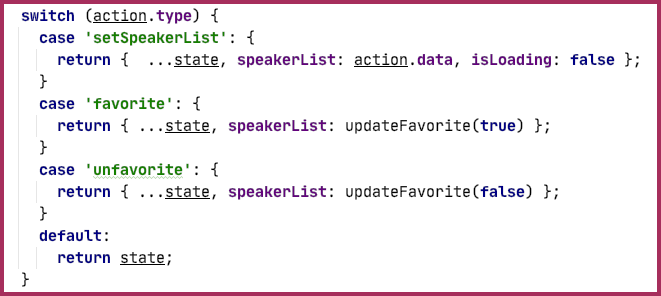 switch (action.type) {
  case 'setSpeakerList': {
    return {  ...state, speakerList: action.data, isLoading: false };
  }
  case 'favorite': {
    return { ...state, speakerList: updateFavorite(true) };
  }
  case 'unfavorite': {
    return { ...state, speakerList: updateFavorite(false) };
  }
  default:
    return state;
}